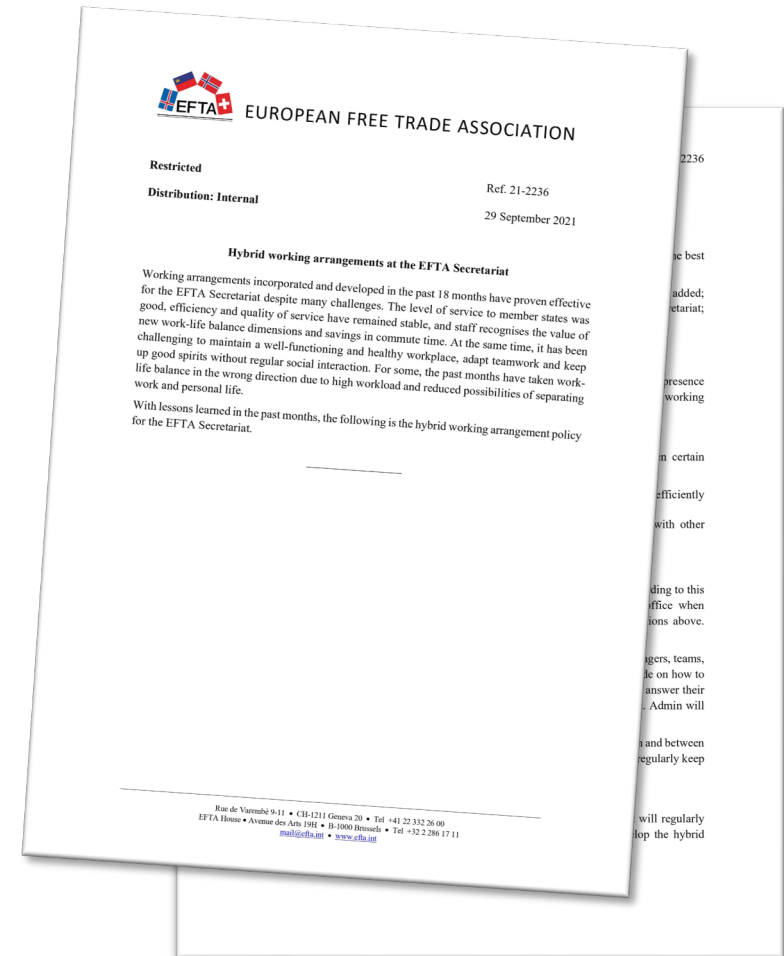 EFTA
EUROPEAN FREE TRADE ASSOCIATION
Restricted
Ref. 21-2236
Distribution: Internal
29 September 2021
Hybrid working arrangements at the EFTA Secretariat
Working arrangements incorporated and developed in the past 18 months have proven effective
for the EFTA Secretariat despite many challenges. The level of service to member states was
good, efficiency and quality of service have remained stable, and staff recognises the value of
new work-life balance dimensions and savings in commute time. At the same time, it has been
challenging to maintain a well-functioning and healthy workplace, adapt teamwork and keep
up good spirits without regular social interaction. For some, the past months have taken work-
life balance in the wrong direction due to high workload and reduced possibilities of separating
work and personal life.
With lessons learned in the past months, the following is the hybrid working arrangement policy
for the EFTA Secretariat.
Rue de Varembé 9-11 • CH-1211 Geneva 20 • Tel +41 22 332 26 00
EFTA House • Avenue des Arts 19H • B-1000 Brussels • Tel +32 2 286 17 11
mail@efta.int • www.efta.int
2236
best
added;
presence
working
certain
efficiently
with other
ding to this
office when
ions above.
agers, teams,
on how to
answer their
Admin will
and between
regularly keep
will regularly
hybrid